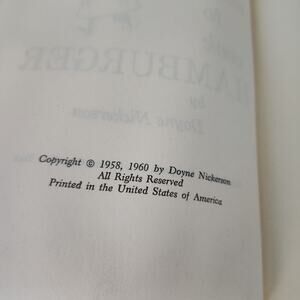 HAMBURGER
by
Doyne Nickerson
Copyright © 1958, 1960 by Doyne Nickerson
All Rights Reserved
Printed in the United States of America